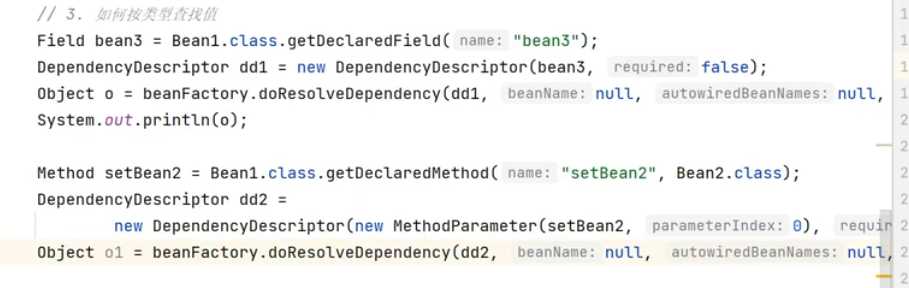 // 3. 如何按类型查找值
Field bean3 = Bean1.class.getDeclaredField( name: "bean3");
DependencyDescriptor dd1 = new DependencyDescriptor(bean3, required: false);
Object o = beanFactory.doResolveDependency(dd1, beanName: null, autowiredBeanNames: null,
System.out.println(o);
Method setBean2 = Bean1.class.getDeclaredMethod( name: "setBean2", Bean2.class);
DependencyDescriptor dd2 =
new DependencyDescriptor(new MethodParameter(setBean2, parameterIndex: 0),
Object o1 = beanFactory.doResolveDependency(dd2, beanName: null, autowiredBeanNames: null,